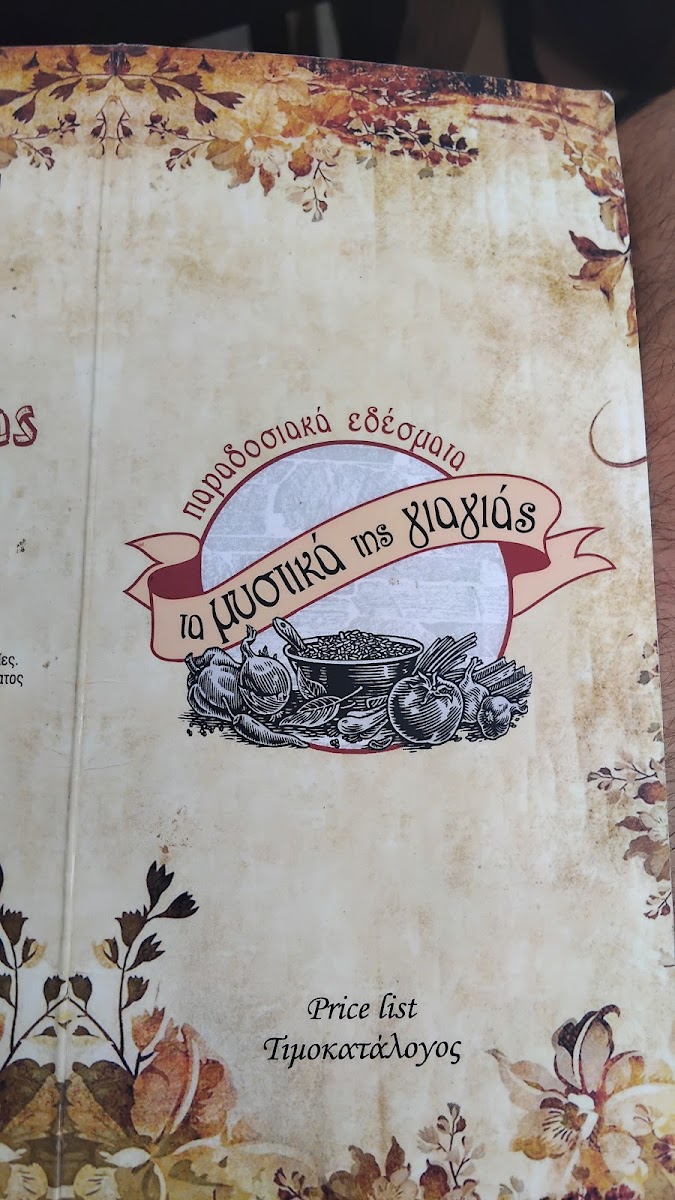 παραδοσιακά εδέσματα
τα μυστικά της γιαγιάς
Price list
Τιμοκατάλογος